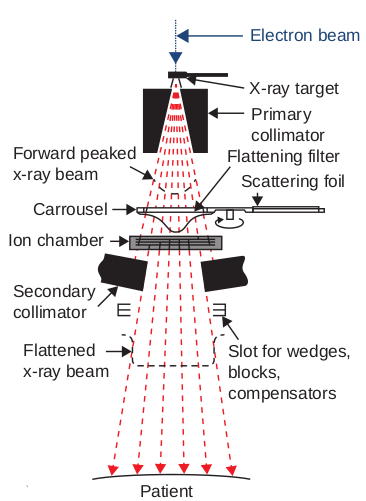 Electron beam
X-ray target
Primary
collimator
Forward peaked
x-ray beam
Flattening filter
Scattering foil
Carrousel
Ion chamber
Secondary
collimator
Flattened
x-ray beam
Slot for wedges,
blocks,
compensators
Patient